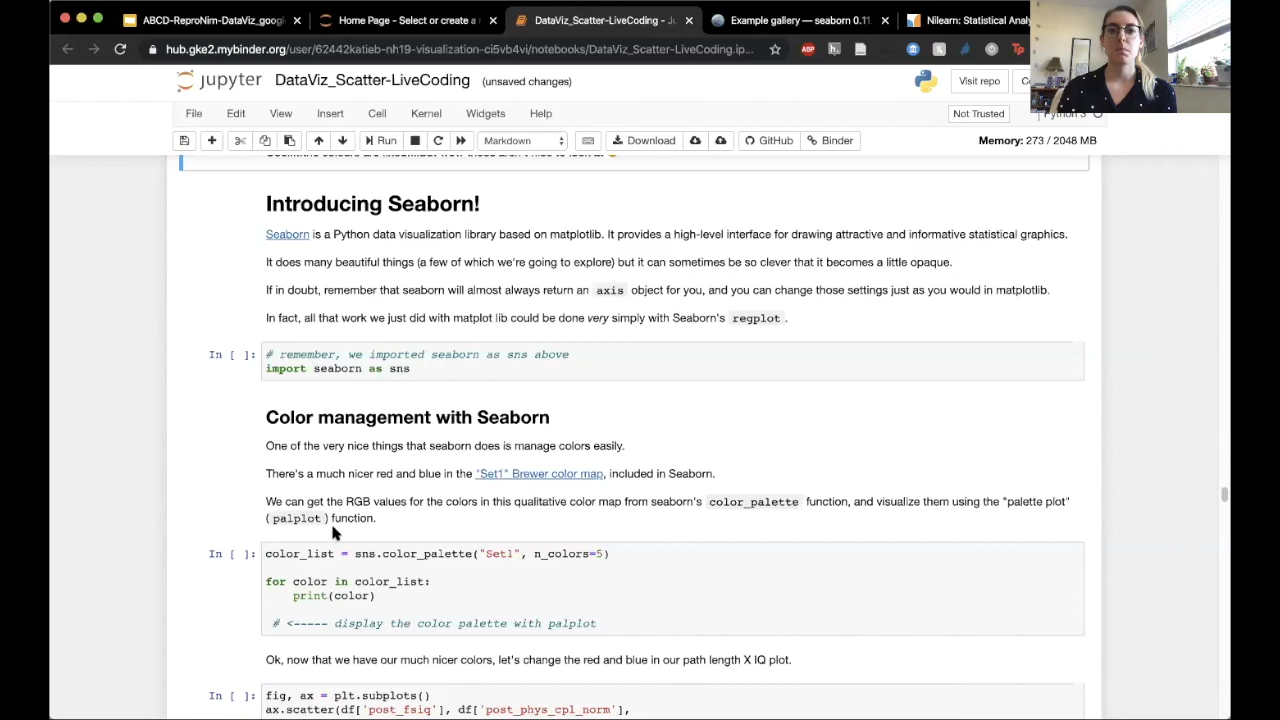 ABCD-ReproNim-DataViz_goog
Home Page - Select or create a
DataViz_Scatter-LiveCoding - Ju
Example gallery — seaborn 0.11.
Nilearn: Statistical Analy
hub.gke2.mybinder.org/user/62442katieb-nh19-visualization-ci5vb4vi/notebooks/DataViz_Scatter-LiveCoding.ip...
ABP
jupyter DataViz_Scatter-LiveCoding (unsaved changes)
Visit repo
File Edit View Insert Cell Kernel Widgets Help
Not Trusted
Run
Markdown
Download
GitHub
Binder
Memory: 273 / 2048 MB
Introducing Seaborn!
Seaborn is a Python data visualization library based on matplotlib. It provides a high-level interface for drawing attractive and informative statistical graphics.
It does many beautiful things (a few of which we're going to explore) but it can sometimes be so clever that it becomes a little opaque.
If in doubt, remember that seaborn will almost always return an axis object for you, and you can change those settings just as you would in matplotlib.
In fact, all that work we just did with matplot lib could be done very simply with Seaborn's regplot .
In [ ]: # remember, we imported seaborn as sns above
import seaborn as sns
Color management with Seaborn
One of the very nice things that seaborn does is manage colors easily.
There's a much nicer red and blue in the "Set1" Brewer color map, included in Seaborn.
We can get the RGB values for the colors in this qualitative color map from seaborn's color_palette function, and visualize them using the "palette plot"
( palplot ) function.
In [ ]: color_list = sns.color_palette("Set1", n_colors=5)
for color in color_list:
print(color)
# <----- display the color palette with palplot
Ok, now that we have our much nicer colors, let's change the red and blue in our path length X IQ plot.
In [ ]: fig, ax = plt.subplots()
ax.scatter(df['post_fsiq'], df['post_phys_cpl_norm'],